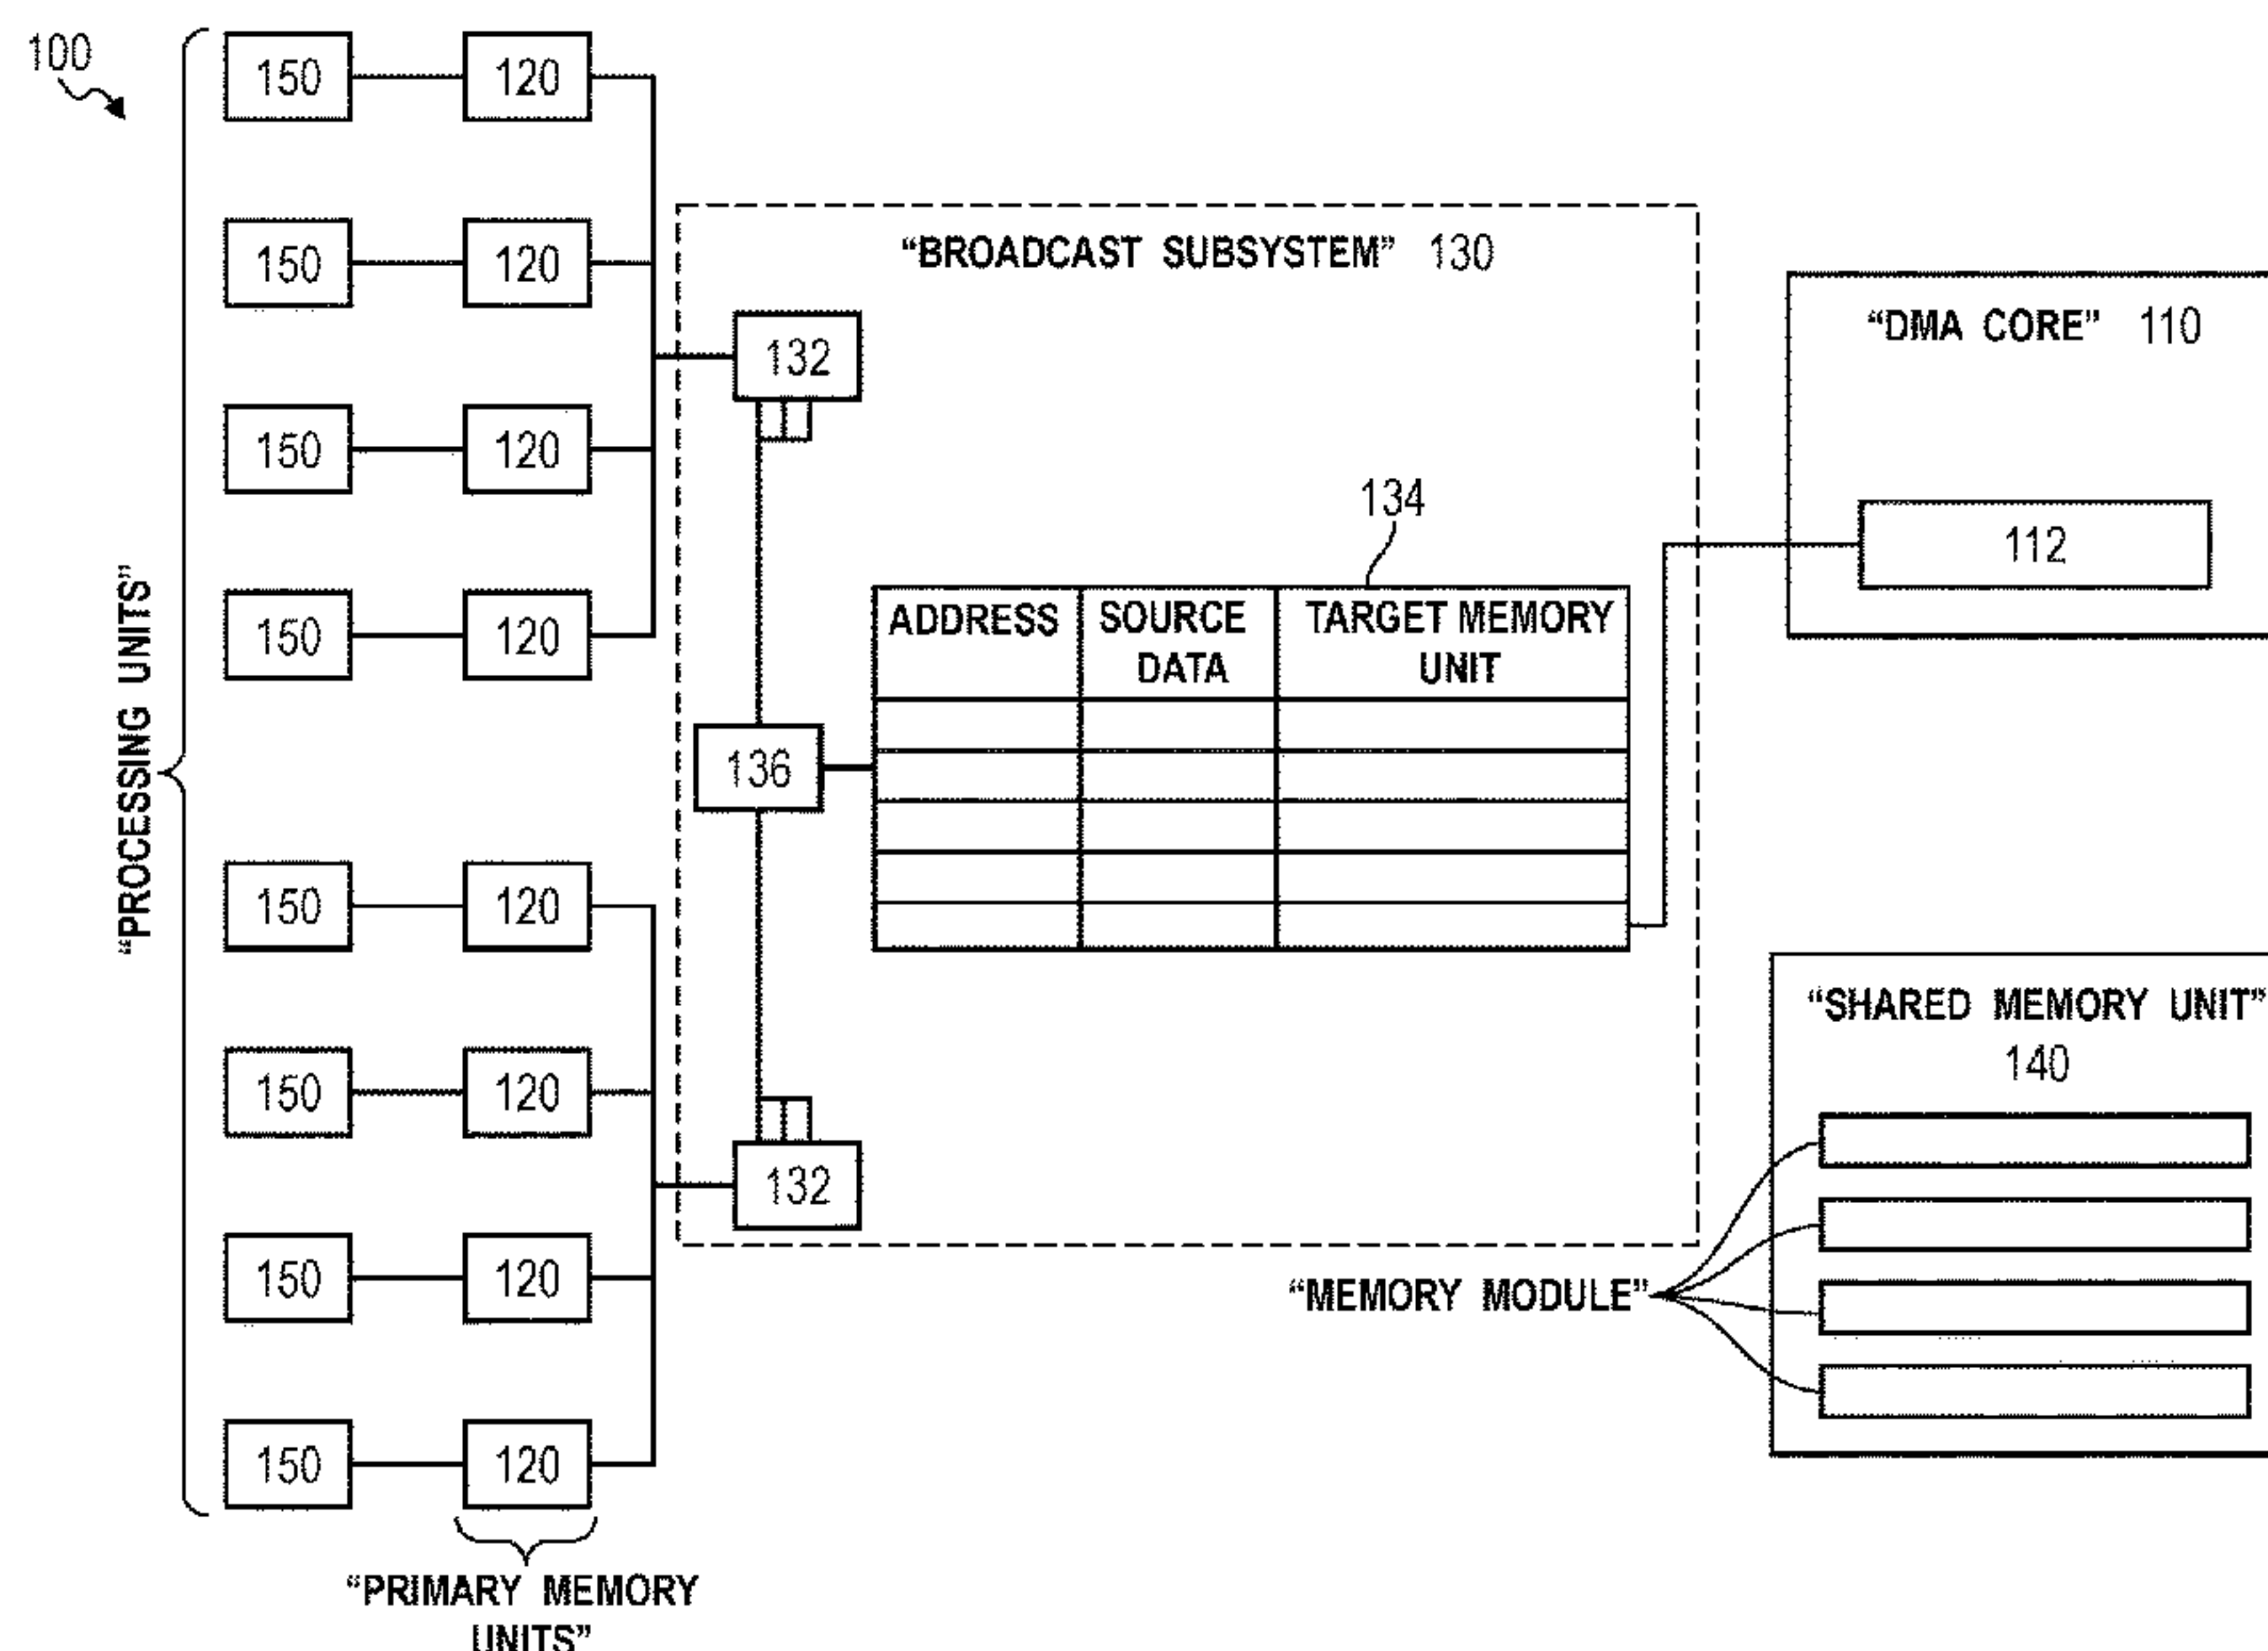 100
150 120
150 120
"BROADCAST SUBSYSTEM" 130
132
"DMA CORE" 110
150 120
134
112
150 120
ADDRESS
SOURCE
DATA
TARGET MEMORY
UNIT
"PROCESSING UNITS"
136
150 120
"SHARED MEMORY UNIT"
140
150 120
132
150 120
"MEMORY MODULE"
150 120
"PRIMARY MEMORY
UNITS"